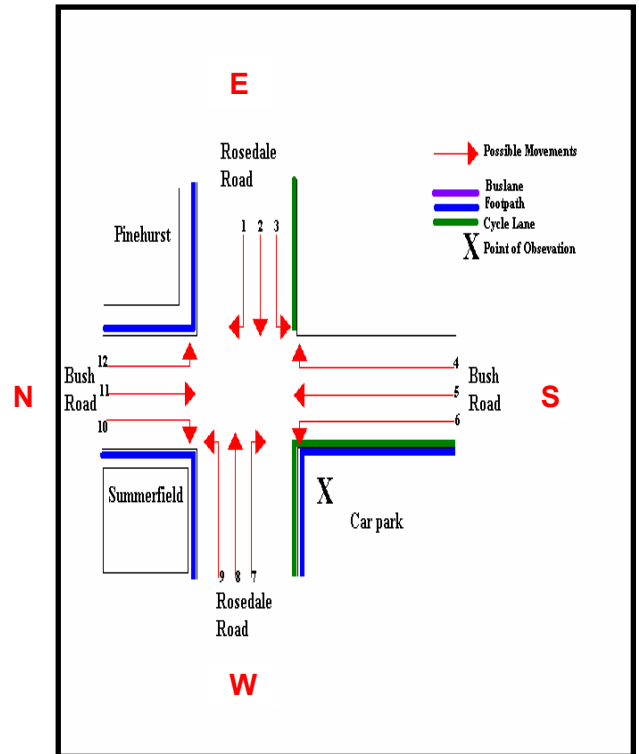 E
Rosedale
Road
Possible Movements
Buslane
Footpath
Cycle Lane
X Point of Obsevation
Pinehurst
1 2 3
12
Bush
Road
11
10
N
4
Bush
Road
5
6
S
Summerfield
X
Car park
9 8 7
Rosedale
Road
W